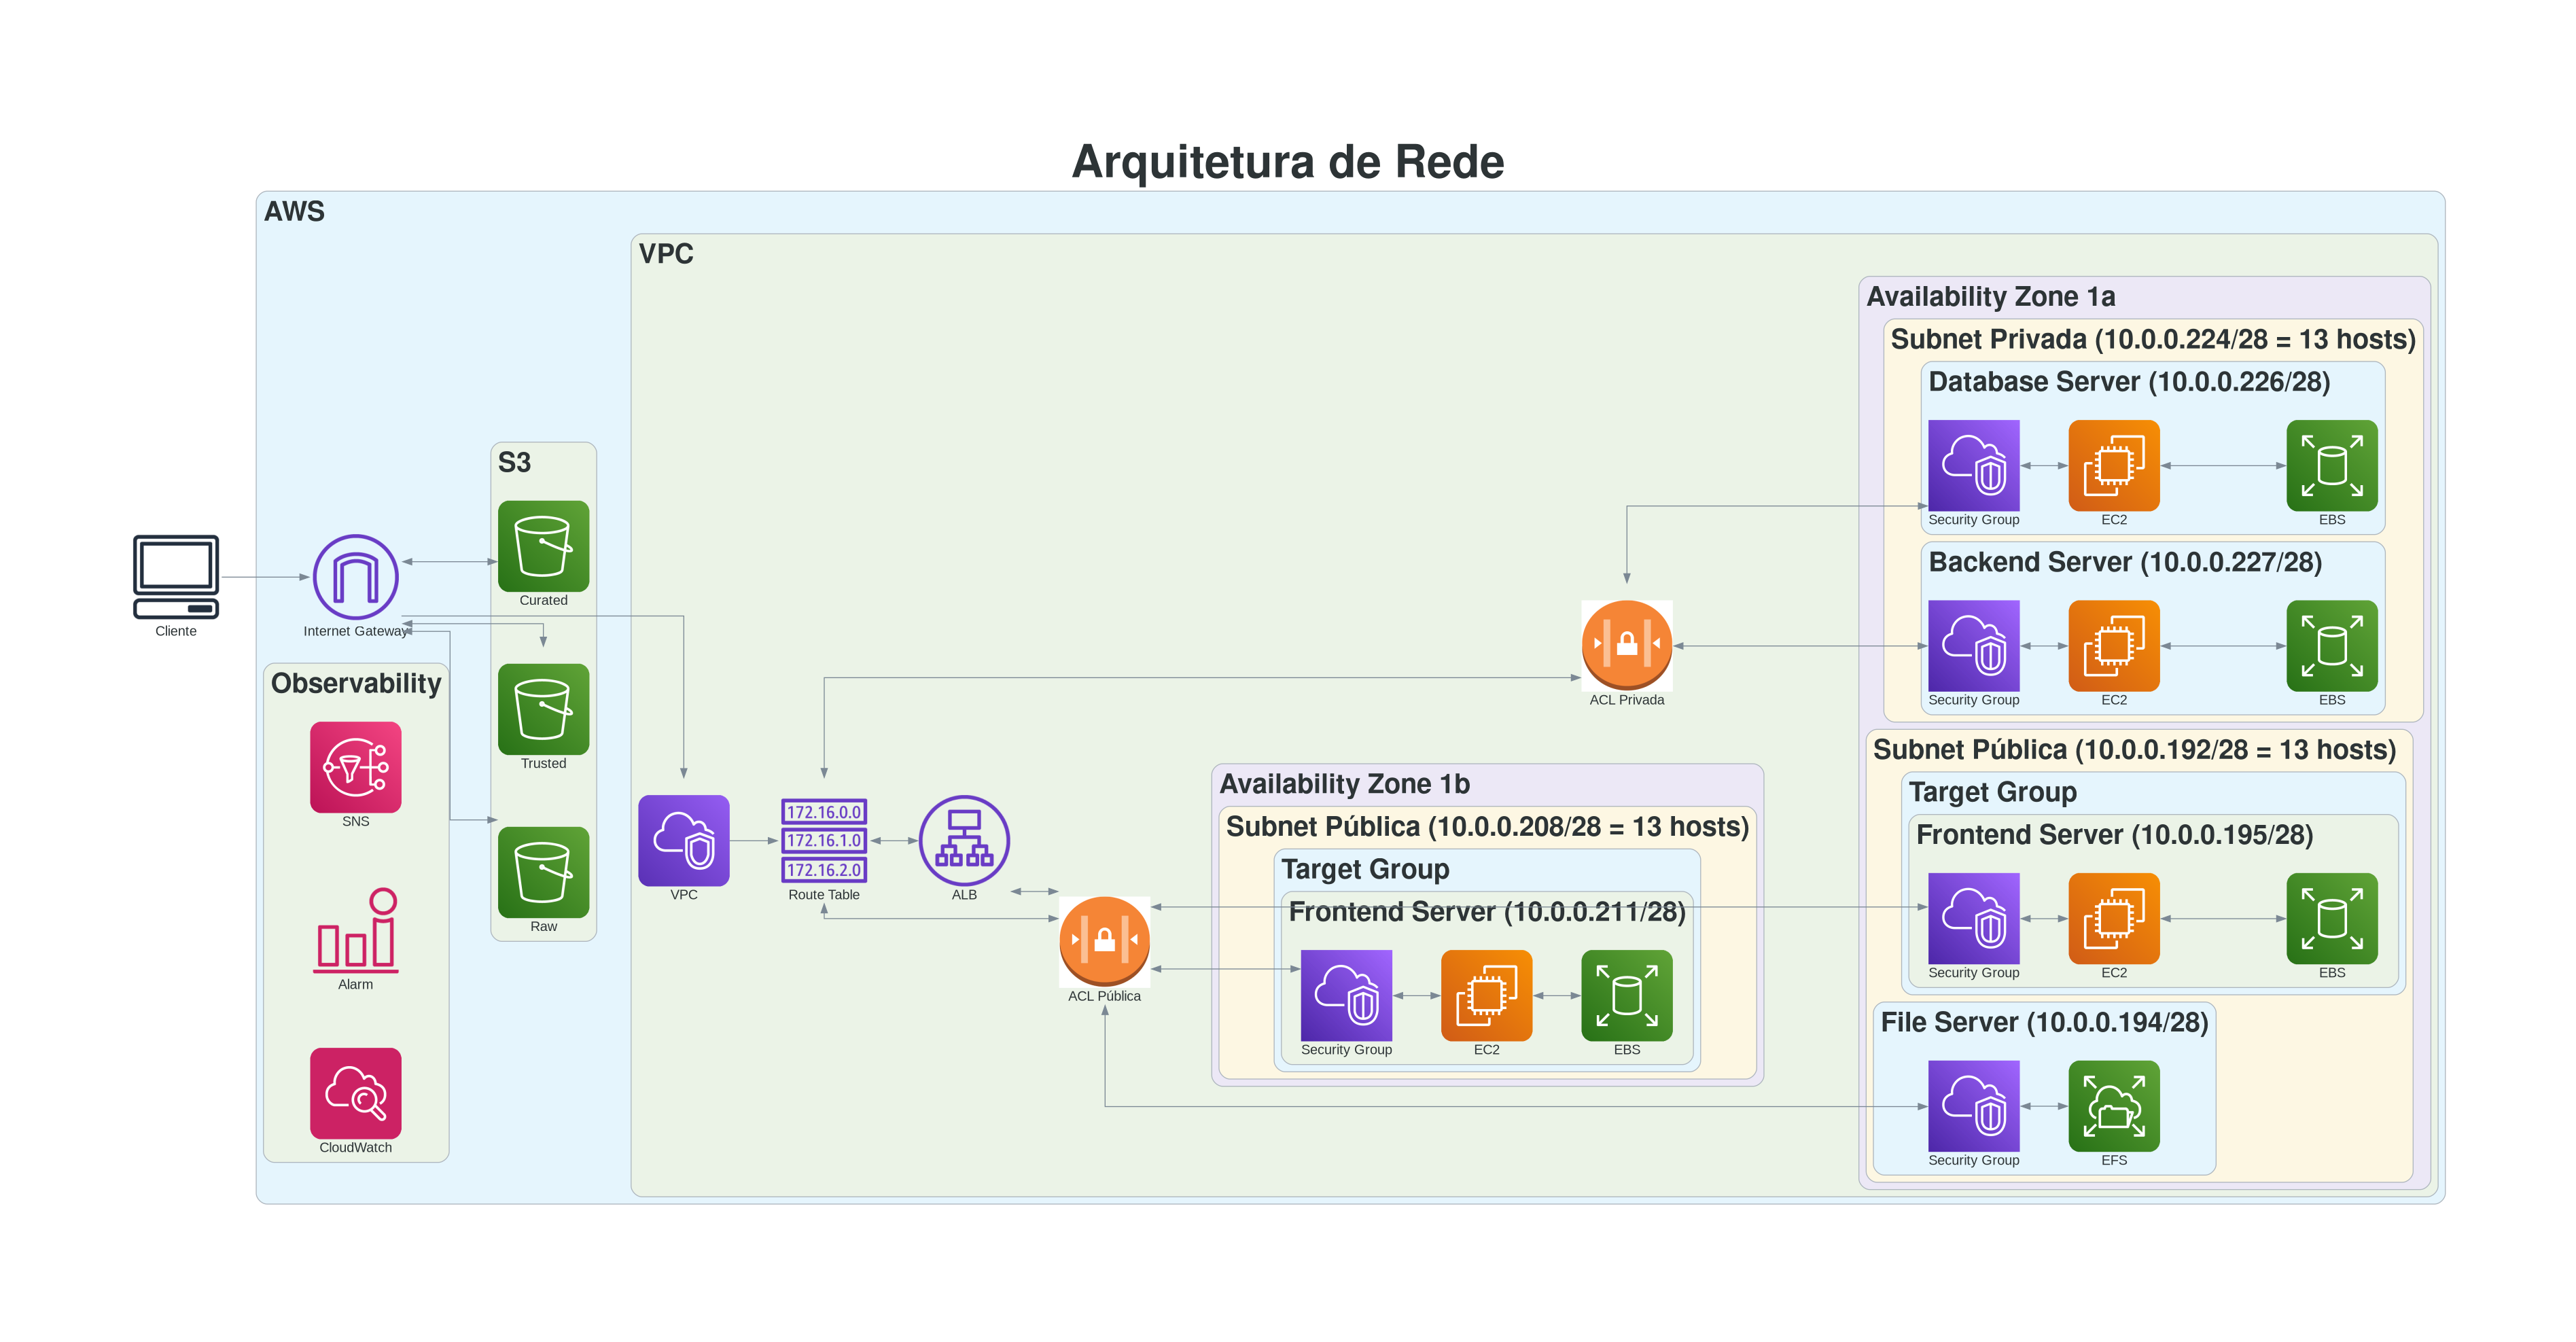 Arquitetura de Rede
AWS
VPC
Availability Zone 1a
Subnet Privada (10.0.0.224/28 = 13 hosts)
Database Server (10.0.0.226/28)
Security Group
EC2
EBS
Backend Server (10.0.0.227/28)
Security Group
EC2
EBS
S3
Curated
Trusted
Raw
Cliente
Internet Gateway
Observability
SNS
Alarm
CloudWatch
ACL Privada
VPC
172.16.0.0
172.16.1.0
172.16.2.0
Route Table
ALB
ACL Pública
Availability Zone 1b
Subnet Pública (10.0.0.208/28 = 13 hosts)
Target Group
Frontend Server (10.0.0.211/28)
Security Group
EC2
EBS
Subnet Pública (10.0.0.192/28 = 13 hosts)
Target Group
Frontend Server (10.0.0.195/28)
Security Group
EC2
EBS
File Server (10.0.0.194/28)
Security Group
EFS